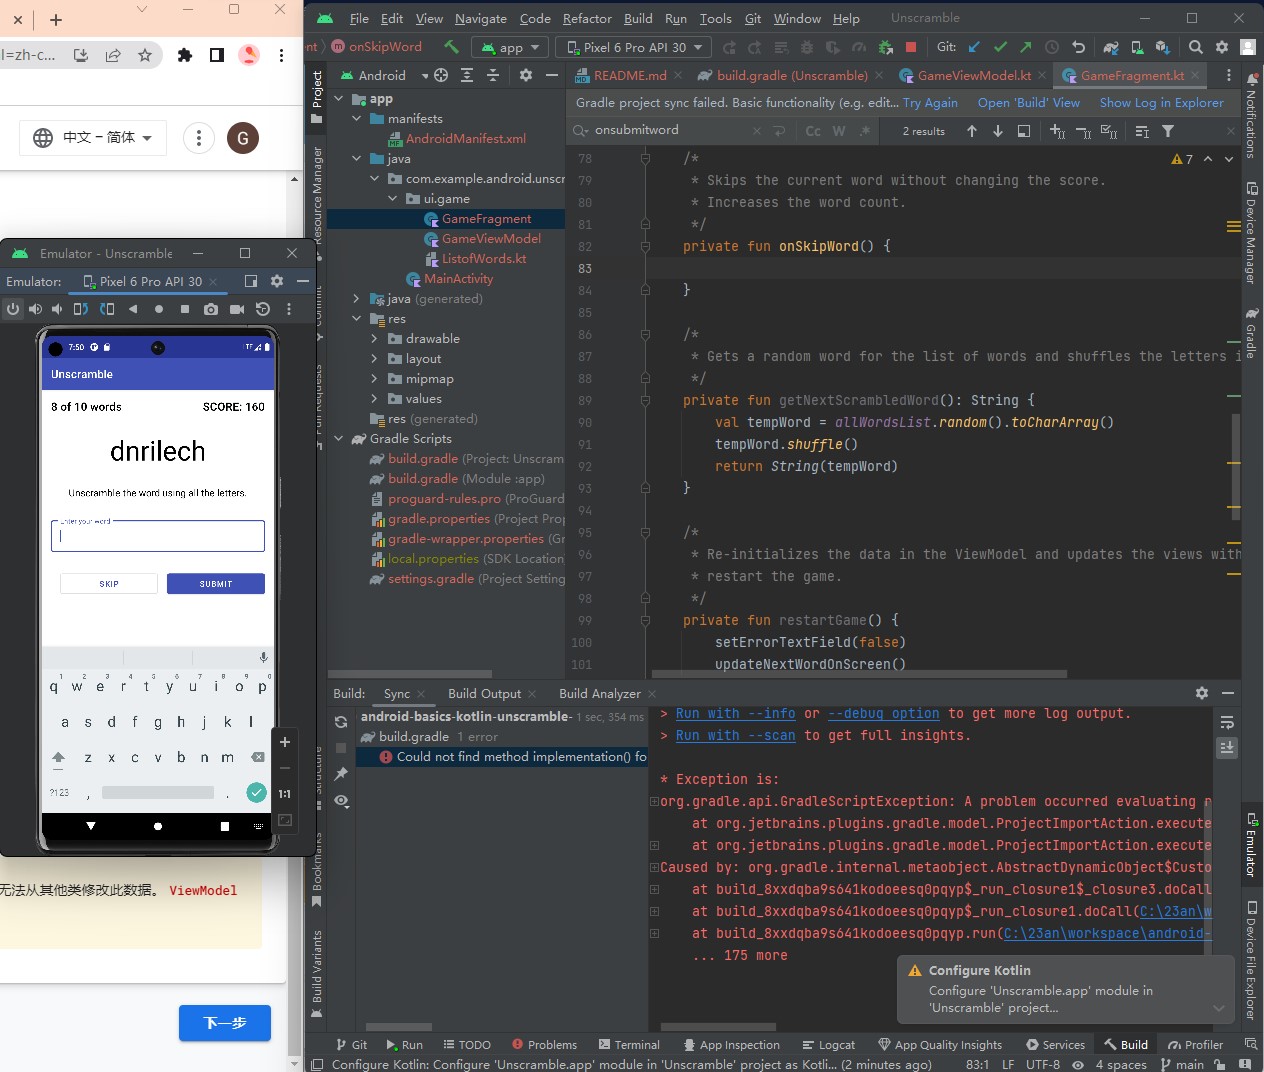 File Edit View Navigate Code Refactor Build Run Tools Git Window Help Unscramble
onSkipWord app Pixel 6 Pro API 30 Git:
l=zh-c...
中文 – 简体 G
Android
README.md build.gradle (Unscramble) GameViewModel.kt GameFragment.kt
Gradle project sync failed. Basic functionality (e.g. edit... Try Again Open 'Build' View Show Log in Explorer
onsubmitword Cc W .* 2 results
Project
Resource Manager
Bookmarks
Build Variants
app
manifests
AndroidManifest.xml
java
com.example.android.unscr
ui.game
GameFragment
GameViewModel
ListofWords.kt
MainActivity
java (generated)
res
drawable
layout
mipmap
values
res (generated)
Gradle Scripts
build.gradle (Project: Unscram
build.gradle (Module :app)
proguard-rules.pro (ProGuard
gradle.properties (Project Prop
gradle-wrapper.properties (Gr
local.properties (SDK Location)
settings.gradle (Project Setting
7
78 /*
79 * Skips the current word without changing the score.
80 * Increases the word count.
81 */
82 private fun onSkipWord() {
83
84 }
85
86 /*
87 * Gets a random word for the list of words and shuffles the letters i
88 */
89 private fun getNextScrambledWord(): String {
90 val tempWord = allWordsList.random().toCharArray()
91 tempWord.shuffle()
92 return String(tempWord)
93 }
94
95 /*
96 * Re-initializes the data in the ViewModel and updates the views with
97 * restart the game.
98 */
99 private fun restartGame() {
100 setErrorTextField(false)
101 updateNextWordOnScreen()
Notifications
Device Manager
Gradle
Emulator
Device File Explorer
Emulator - Unscramble
Emulator: Pixel 6 Pro API 30
7:50 LTE
Unscramble
8 of 10 words SCORE: 160
dnrilech
Unscramble the word using all the letters.
Enter your word
SKIP SUBMIT
1 2 3 4 5 6 7 8 9 0
q w e r t y u i o p
a s d f g h j k l
z x c v b n m
?123 , .
1:1
无法从其他类修改此数据。 ViewModel
下一步
Build: Sync Build Output Build Analyzer
android-basics-kotlin-unscramble- 1 sec, 354 ms
build.gradle 1 error
Could not find method implementation() fo
> Run with --info or --debug option to get more log output.
> Run with --scan to get full insights.
* Exception is:
org.gradle.api.GradleScriptException: A problem occurred evaluating r
at org.jetbrains.plugins.gradle.model.ProjectImportAction.execute
at org.jetbrains.plugins.gradle.model.ProjectImportAction.execute
Caused by: org.gradle.internal.metaobject.AbstractDynamicObject$Custo
at build_8xxdqba9s641kodoeesq0pqyp$_run_closure1$_closure3.doCall
at build_8xxdqba9s641kodoeesq0pqyp$_run_closure1.doCall(C:\23an\w
at build_8xxdqba9s641kodoeesq0pqyp.run(C:\23an\workspace\android-
... 175 more
Configure Kotlin
Configure 'Unscramble.app' module in
'Unscramble' project...
Git Run TODO Problems Terminal App Inspection Logcat App Quality Insights Services Build Profiler
Configure Kotlin: Configure 'Unscramble.app' module in 'Unscramble' project as Kotli... (2 minutes ago) 83:1 LF UTF-8 4 spaces main